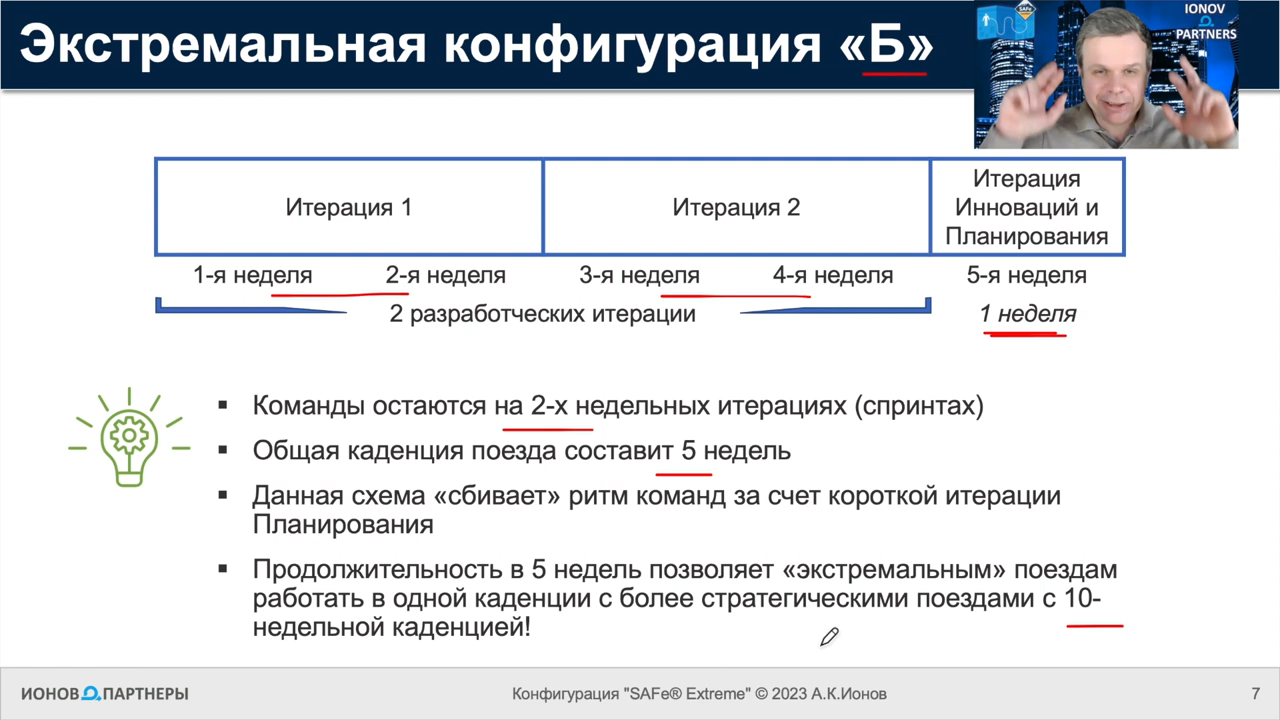 Экстремальная конфигурация «Б»
SAFe
IONOV
PARTNERS
Итерация 1
Итерация 2
Итерация
Инноваций и
Планирования
1-я неделя
2-я неделя
3-я неделя
4-я неделя
5-я неделя
2 разработческих итерации
1 неделя
▪ Команды остаются на 2-х недельных итерациях (спринтах)
▪ Общая каденция поезда составит 5 недель
▪ Данная схема «сбивает» ритм команд за счет короткой итерации
Планирования
▪ Продолжительность в 5 недель позволяет «экстремальным» поездам
работать в одной каденции с более стратегическими поездами с 10-
недельной каденцией!
ИОНОВ ПАРТНЕРЫ
Конфигурация "SAFe® Extreme" © 2023 А.К.Ионов
7